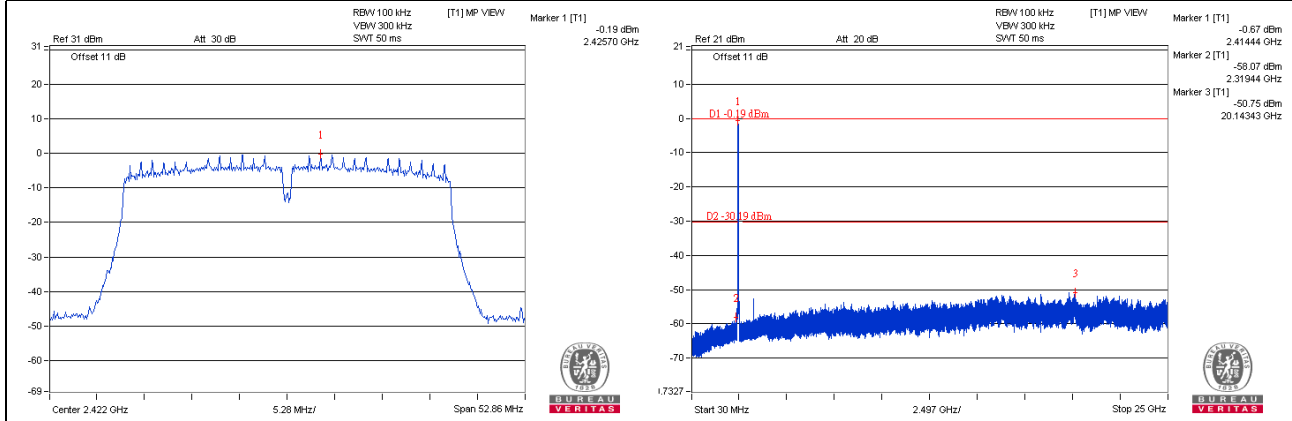 RBW 100 kHz [T1] MP VIEW
VBW 300 kHz
Ref 31 dBm Att 30 dB SWT 50 ms
Marker 1 [T1]
-0.19 dBm
2.42570 GHz
31
Offset 11 dB
20
10
0
-10
-20
-30
-40
-50
-60
-69
1
Center 2.422 GHz 5.28 MHz/ Span 52.86 MHz
BUREAU VERITAS
1828
BUREAU
VERITAS
RBW 100 kHz [T1] MP VIEW
VBW 300 kHz
Ref 21 dBm Att 20 dB SWT 50 ms
Marker 1 [T1]
-0.67 dBm
2.41444 GHz
Marker 2 [T1]
-58.07 dBm
2.31944 GHz
Marker 3 [T1]
-50.75 dBm
20.14343 GHz
21
Offset 11 dB
10
0
-10
-20
-30
-40
-50
-60
-70
.7327
1
D1 -0.19 dBm
D2 -30.19 dBm
2
3
Start 30 MHz 2.497 GHz/ Stop 25 GHz
BUREAU VERITAS
1828
BUREAU
VERITAS